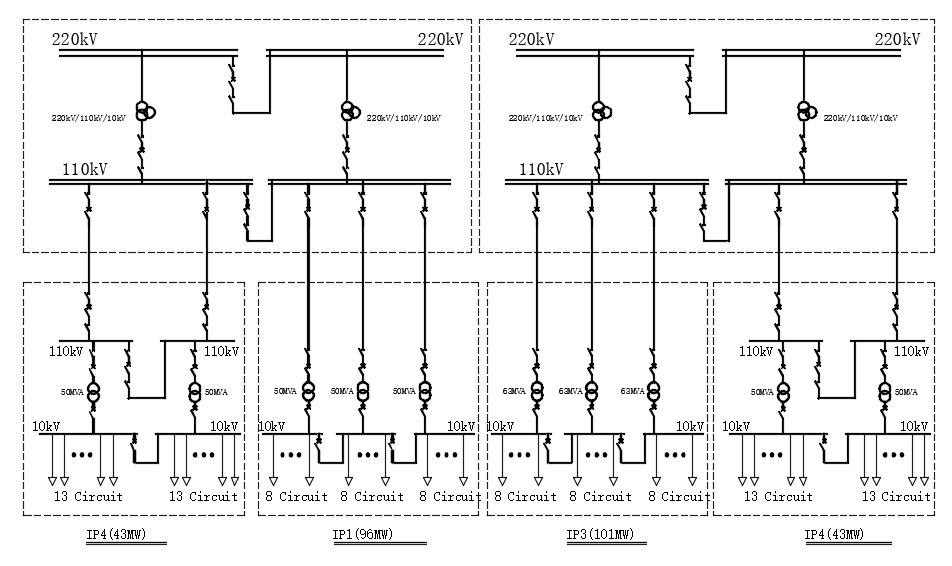 220kV 220kV 220kV 220kV
220kV/110kV/10kV 220kV/110kV/10kV 220kV/110kV/10kV 220kV/110kV/10kV
110kV 110kV
110kV 110kV 110kV 110kV
50MVA 50MVA 50MVA 50MVA 50MVA 63MVA 63MVA 63MVA 50MVA 50MVA
10kV 10kV 10kV 10kV 10kV 10kV 10kV 10kV
13 Circuit 13 Circuit 8 Circuit 8 Circuit 8 Circuit 8 Circuit 8 Circuit 8 Circuit 13 Circuit 13 Circuit
IP4(43MW) IP1(96MW) IP3(101MW) IP4(43MW)